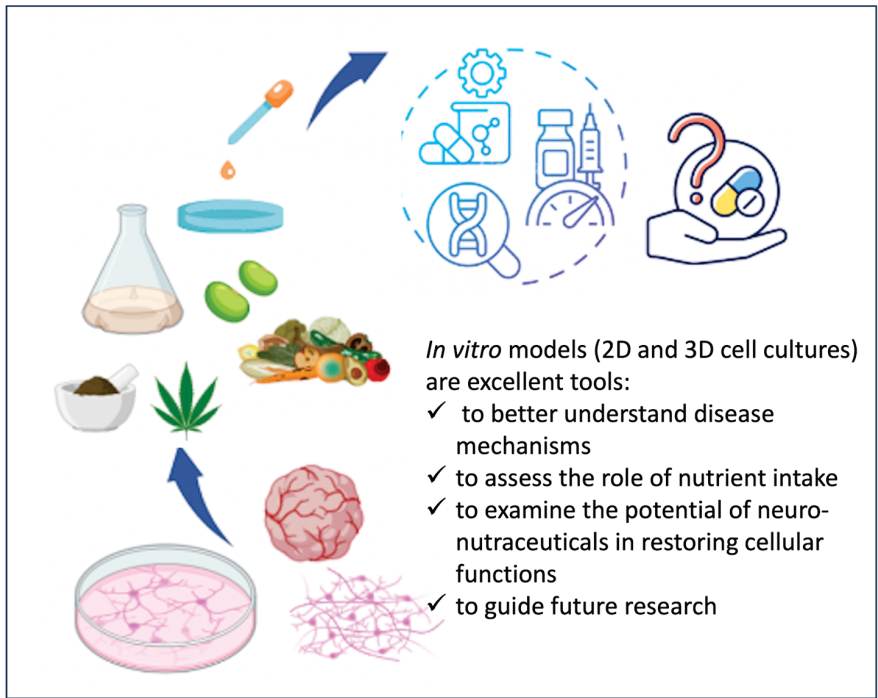 In vitro models (2D and 3D cell cultures)
are excellent tools:
✓ to better understand disease
mechanisms
✓ to assess the role of nutrient intake
✓ to examine the potential of neuro-
nutraceuticals in restoring cellular
functions
✓ to guide future research